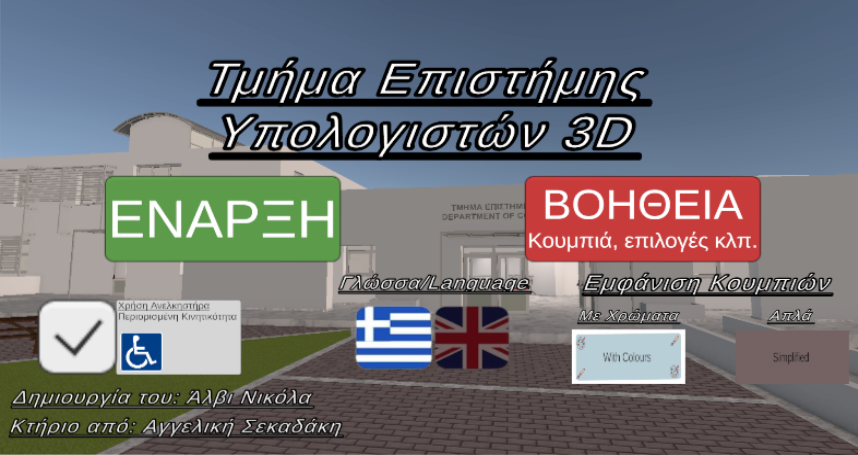 Τμήμα Επιστήμης
Υπολογιστών 3D
ΕΝΑΡΞΗ
ΒΟΗΘΕΙΑ
Κουμπιά, επιλογές κλπ.
ΤΜΗΜΑ ΕΠΙΣΤΗΜ
DEPARTMENT OF
Γλώσσα/Language
Εμφάνιση Κουμπιών
Χρήση Ανελκηστήρα
Περιορισμένη Κινητικότητα
Με Χρώματα
Απλά
With Colours
Simplified
Δημιουργία του: Άλβι Νικόλα
Κτήριο από: Αγγελική Σεκαδάκη